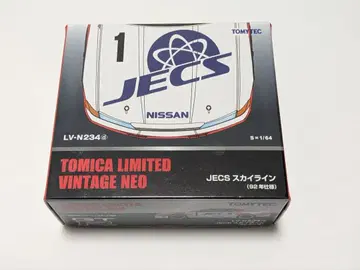 TOMYTEC
1
JECS
NISSAN
LV-N234 d
S=1/64
TOMICA LIMITED
VINTAGE NEO
JECS スカイライン
(92年仕様)